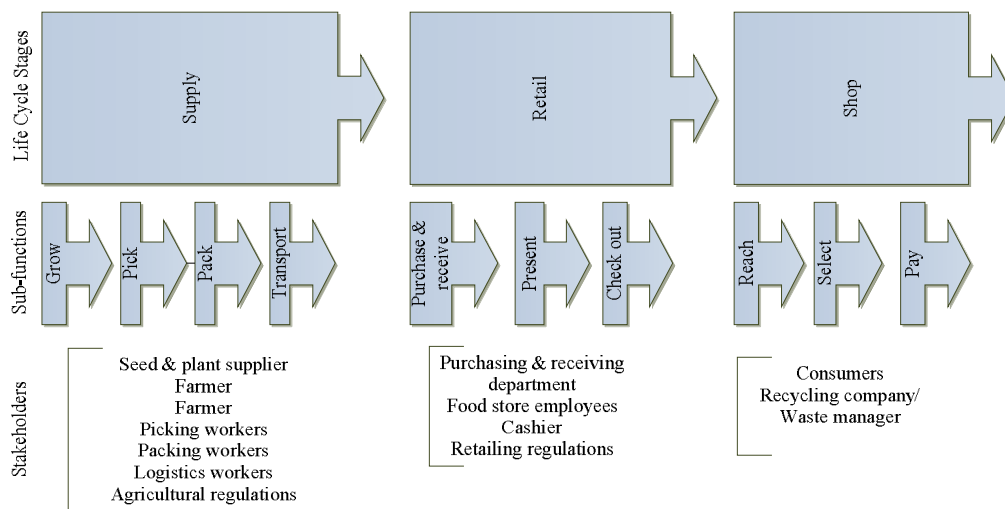 Life Cycle Stages
Supply
Retail
Shop
Sub-functions
Grow
Pick
Pack
Transport
Purchase &
receive
Present
Check out
Reach
Select
Pay
Stakeholders
Seed & plant supplier
Farmer
Farmer
Picking workers
Packing workers
Logistics workers
Agricultural regulations
Purchasing & receiving
department
Food store employees
Cashier
Retailing regulations
Consumers
Recycling company/
Waste manager